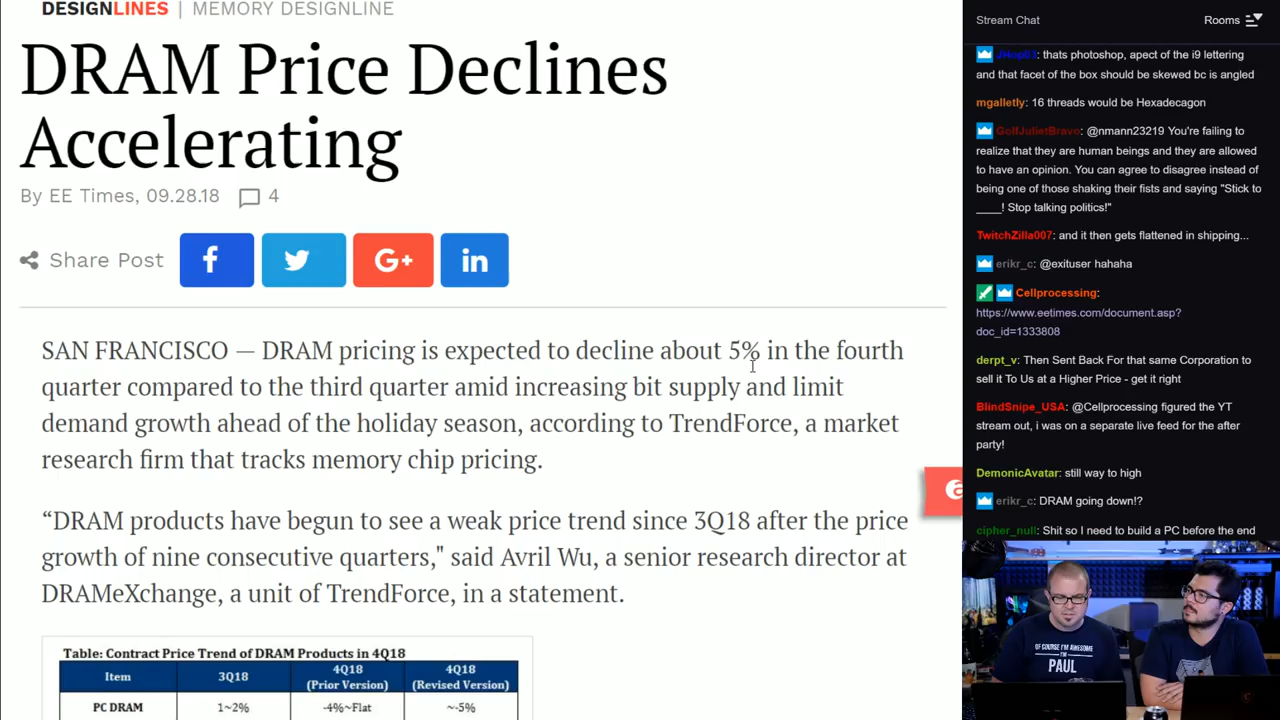 DESIGNLINES | MEMORY DESIGNLINE
DRAM Price Declines
Accelerating
By EE Times, 09.28.18 4
Share Post f G+ in
SAN FRANCISCO — DRAM pricing is expected to decline about 5% in the fourth
quarter compared to the third quarter amid increasing bit supply and limit
demand growth ahead of the holiday season, according to TrendForce, a market
research firm that tracks memory chip pricing.
“DRAM products have begun to see a weak price trend since 3Q18 after the price
growth of nine consecutive quarters," said Avril Wu, a senior research director at
DRAMeXchange, a unit of TrendForce, in a statement.
Table: Contract Price Trend of DRAM Products in 4Q18
Item 3Q18 4Q18 (Prior Version) 4Q18 (Revised Version)
PC DRAM 1~2% -4%~Flat ~-5%
Stream Chat Rooms
JHop03: thats photoshop, apect of the i9 lettering
and that facet of the box should be skewed bc is angled
mgalletly: 16 threads would be Hexadecagon
GolfJulietBravo: @nmann23219 You're failing to
realize that they are human beings and they are allowed
to have an opinion. You can agree to disagree instead of
being one of those shaking their fists and saying "Stick to
____! Stop talking politics!"
TwitchZilla007: and it then gets flattened in shipping...
erikr_c: @exituser hahaha
Cellprocessing:
https://www.eetimes.com/document.asp?
doc_id=1333808
derpt_v: Then Sent Back For that same Corporation to
sell it To Us at a Higher Price - get it right
BlindSnipe_USA: @Cellprocessing figured the YT
stream out, i was on a separate live feed for the after
party!
DemonicAvatar: still way to high
erikr_c: DRAM going down!?
cipher_null: Shit so I need to build a PC before the end
OF COURSE I'M
AWESOME
I'M
PAUL